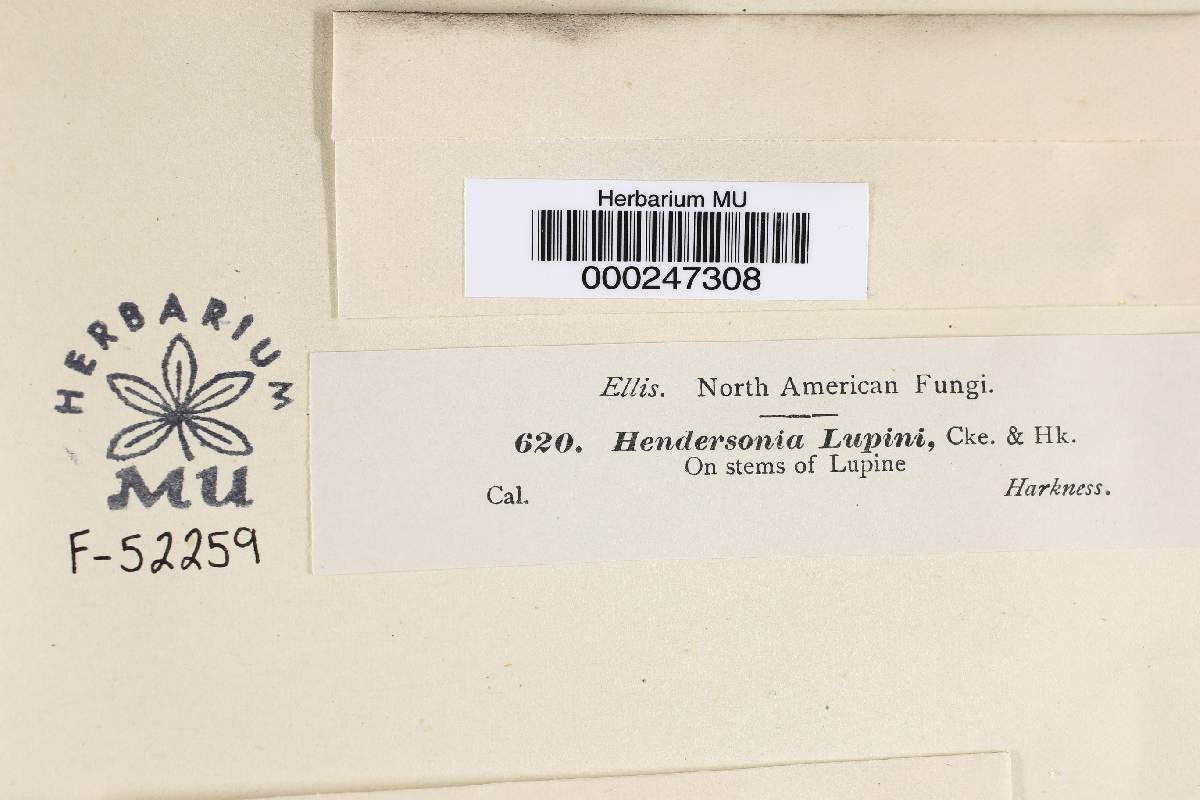 Herbarium MU
000247308
HERBARIUM
MU
F-52259
Ellis. North American Fungi.
620. Hendersonia Lupini, Cke. & Hk.
On stems of Lupine
Cal. Harkness.